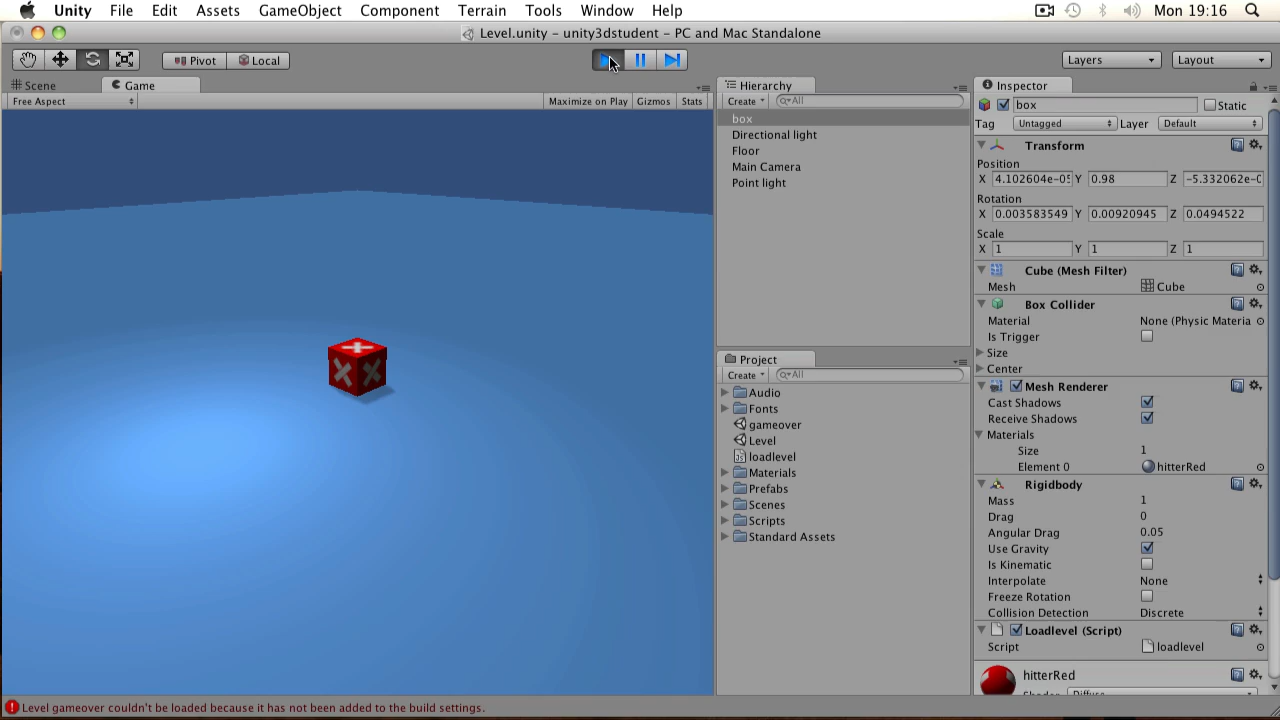 Unity File Edit Assets GameObject Component Terrain Tools Window Help Mon 19:16
Level.unity – unity3dstudent – PC and Mac Standalone
Pivot Local Layers Layout
Scene Game
Free Aspect Maximize on Play Gizmos Stats
Hierarchy
Create All
box
Directional light
Floor
Main Camera
Point light
Project
Create All
Audio
Fonts
gameover
Level
loadlevel
Materials
Prefabs
Scenes
Scripts
Standard Assets
Inspector
box Static
Tag Untagged Layer Default
Transform
Position
X 4.102604e-05 Y 0.98 Z -5.332062e-0
Rotation
X 0.003583549 Y 0.00920945 Z 0.0494522
Scale
X 1 Y 1 Z 1
Cube (Mesh Filter)
Mesh Cube
Box Collider
Material None (Physic Materia
Is Trigger
Size
Center
Mesh Renderer
Cast Shadows
Receive Shadows
Materials
Size 1
Element 0 hitterRed
Rigidbody
Mass 1
Drag 0
Angular Drag 0.05
Use Gravity
Is Kinematic
Interpolate None
Freeze Rotation
Collision Detection Discrete
Loadlevel (Script)
Script loadlevel
hitterRed
Level gameover couldn't be loaded because it has not been added to the build settings.